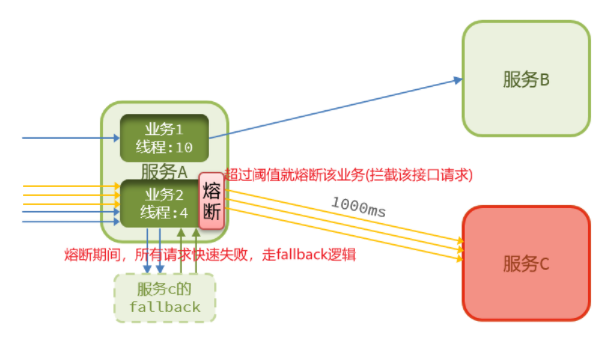 服务B
业务1
线程:10
服务A
业务2
线程:4
熔
断
超过阈值就熔断该业务(拦截该接口请求)
1000ms
熔断期间，所有请求快速失败，走fallback逻辑
服务C
服务c的
fallback